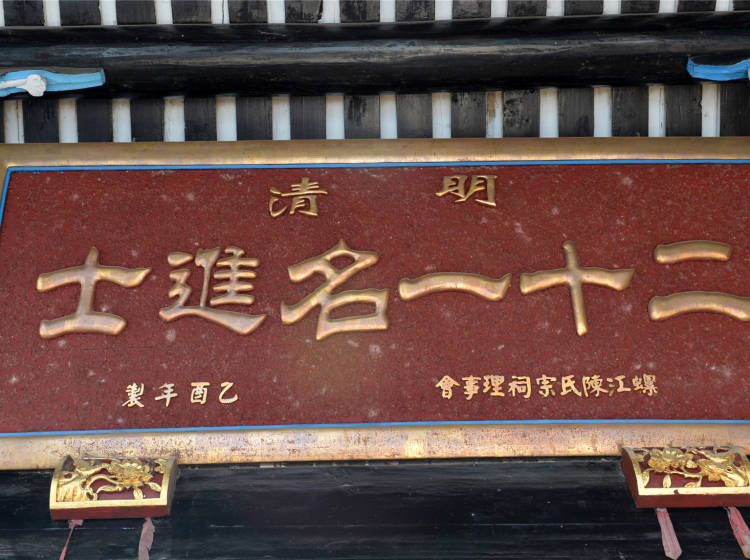 明清
二十一名進士
螺江陳氏宗祠理事會
乙酉年製